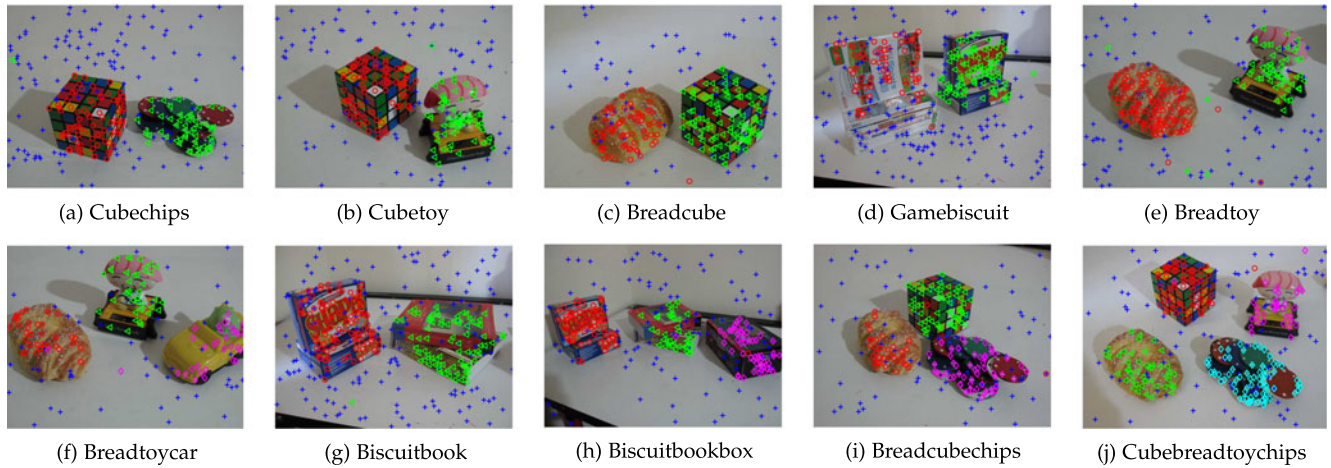 (a) Cubechips
(b) Cubetoy
(c) Breadcube
(d) Gamebiscuit
(e) Breadtoy
(f) Breadtoycar
(g) Biscuitbook
(h) Biscuitbookbox
(i) Breadcubechips
(j) Cubebreadtoychips